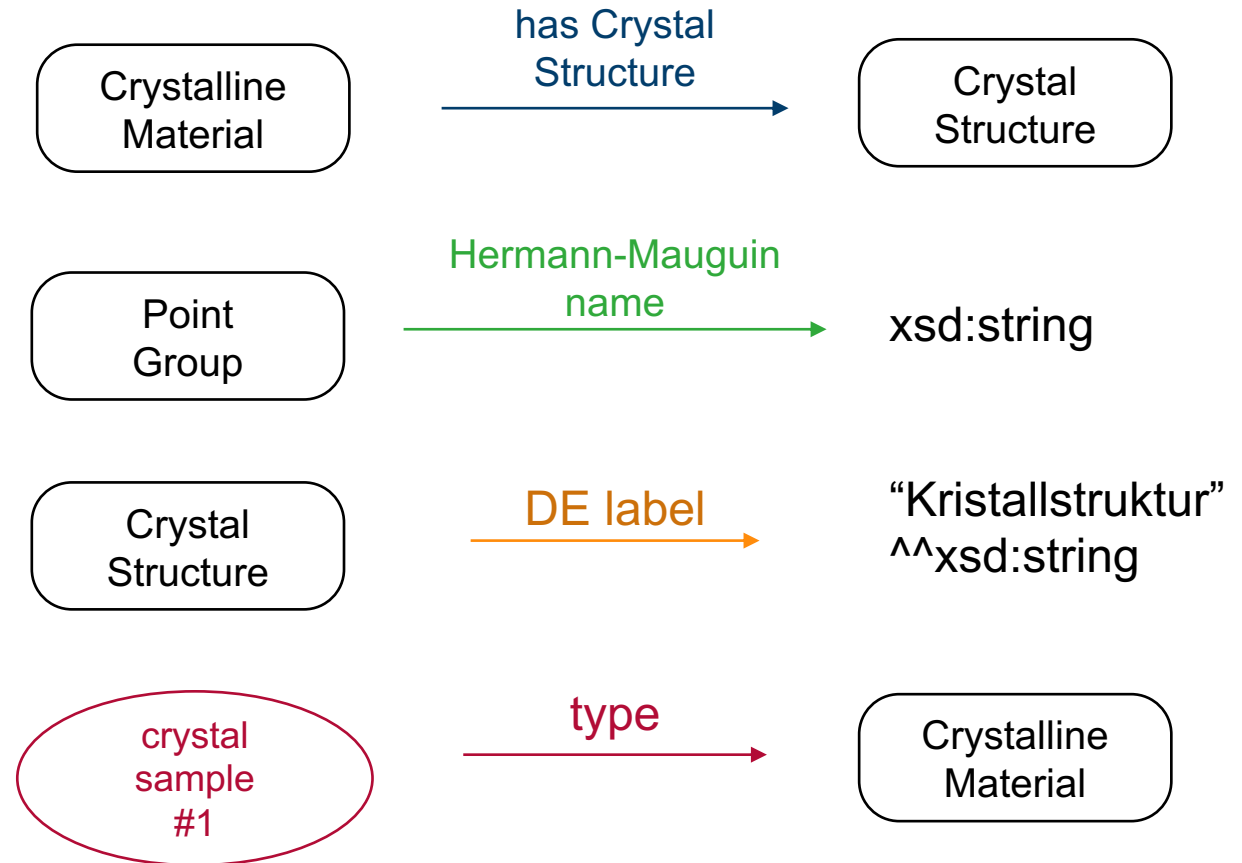 has Crystal
Structure
Crystalline
Material
Crystal
Structure
Hermann-Mauguin
name
Point
Group
xsd:string
Crystal
Structure
DE label
“Kristallstruktur”
^^xsd:string
crystal
sample
#1
type
Crystalline
Material